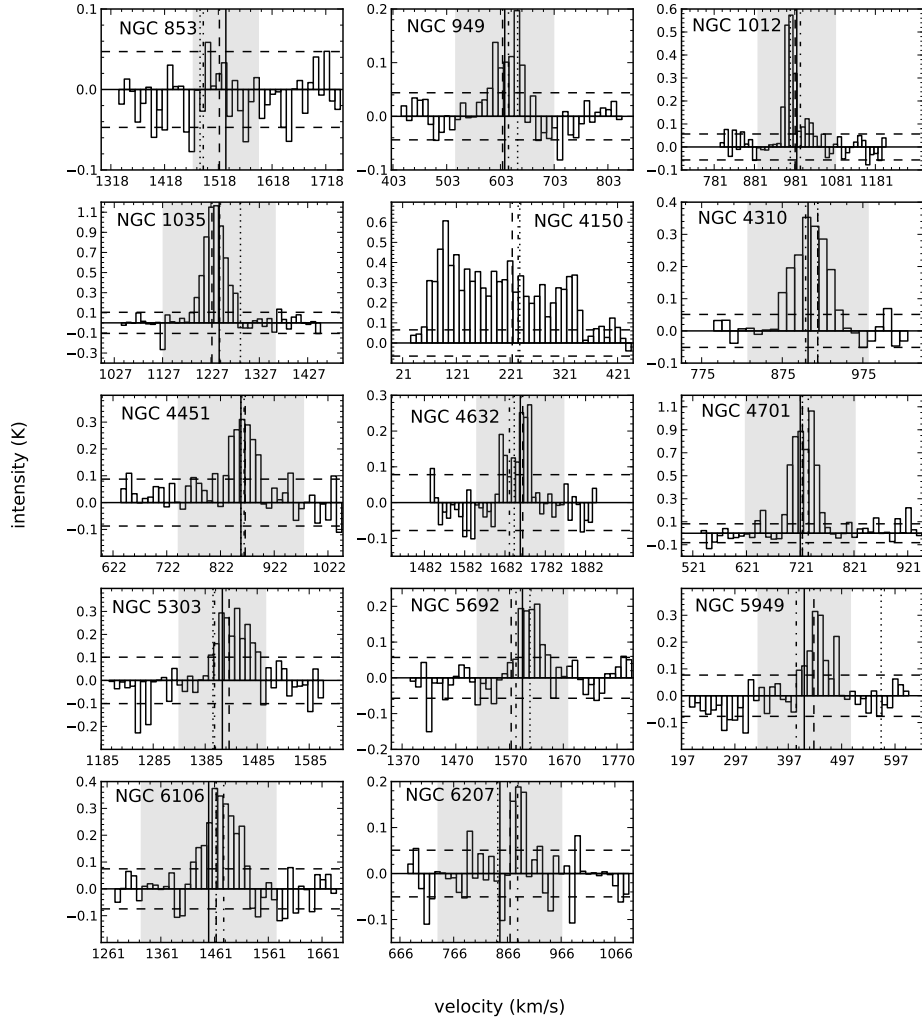 NGC 853
0.1
0.0
−0.1
1318 1418 1518 1618 1718
NGC 949
0.2
0.1
0.0
−0.1
403 503 603 703 803
NGC 1012
0.6
0.5
0.4
0.3
0.2
0.1
0.0
−0.1
781 881 981 1081 1181
NGC 1035
1.1
0.9
0.7
0.5
0.3
0.1
−0.1
−0.3
1027 1127 1227 1327 1427
NGC 4150
0.6
0.5
0.4
0.3
0.2
0.1
0.0
21 121 221 321 421
NGC 4310
0.4
0.3
0.2
0.1
0.0
−0.1
775 875 975
NGC 4451
0.3
0.2
0.1
0.0
−0.1
622 722 822 922 1022
NGC 4632
0.3
0.2
0.1
0.0
−0.1
1482 1582 1682 1782 1882
NGC 4701
1.1
0.9
0.7
0.5
0.3
0.1
−0.1
521 621 721 821 921
NGC 5303
0.3
0.2
0.1
0.0
−0.1
−0.2
−0.3
1185 1285 1385 1485 1585
NGC 5692
0.2
0.1
0.0
−0.1
−0.2
1370 1470 1570 1670 1770
NGC 5949
0.3
0.2
0.1
0.0
−0.1
197 297 397 497 597
NGC 6106
0.4
0.3
0.2
0.1
0.0
−0.1
1261 1361 1461 1561 1661
NGC 6207
0.2
0.1
0.0
−0.1
666 766 866 966 1066
intensity (K)
velocity (km/s)